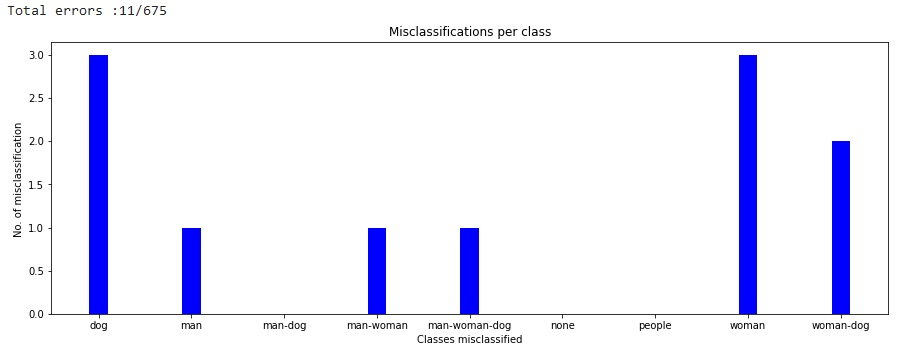 Total errors :11/675
Misclassifications per class
3.0
2.5
2.0
1.5
1.0
0.5
0.0
No. of misclassification
dog man man-dog man-woman man-woman-dog none people woman woman-dog
Classes misclassified